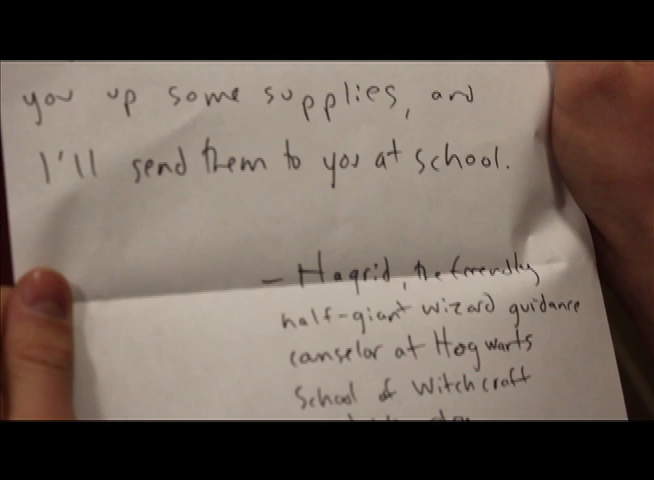 you up some supplies, and
I'll send them to you at school.
– Hagrid, the friendly
half-giant wizard guidance
canselor at Hogwarts
School of Witchcraft